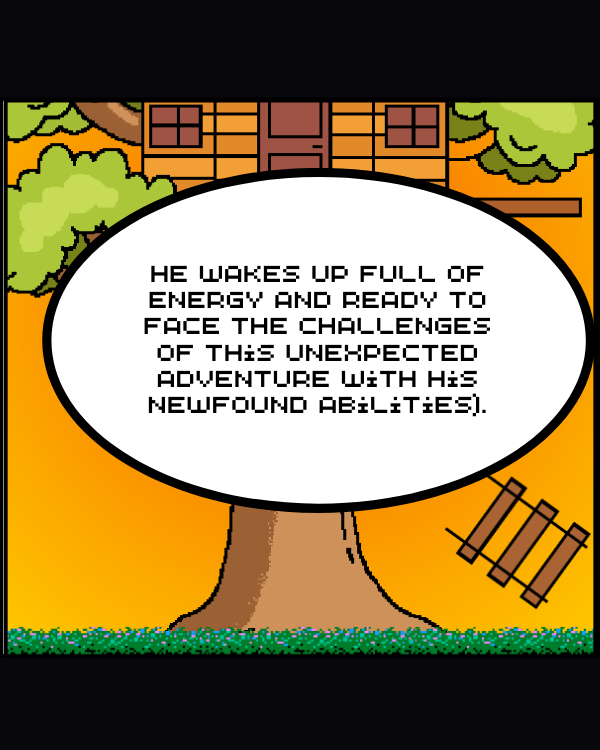 HE WAKES UP FULL OF
ENERGY AND READY TO
FACE THE CHALLENGES
OF THiS UNEXPECTED
ADVENTURE WiTH HiS
NEWFOUND ABiLiTiES).